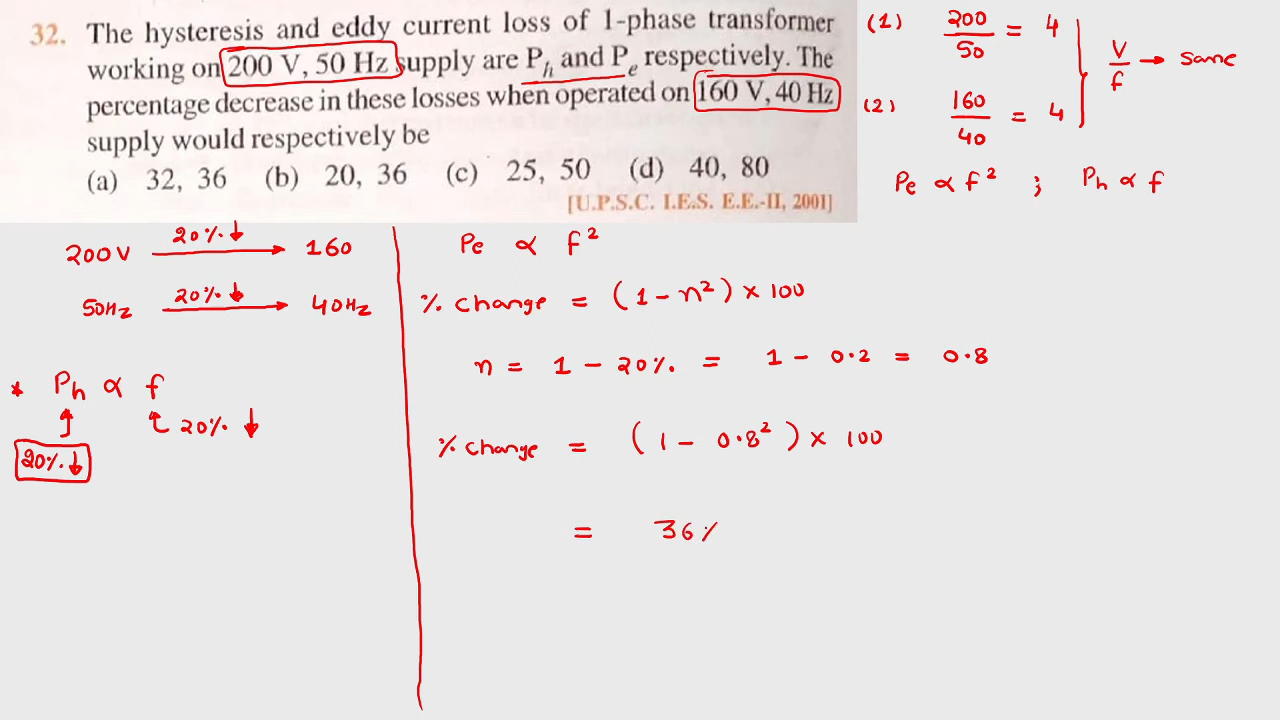 32. The hysteresis and eddy current loss of 1-phase transformer
working on 200 V, 50 Hz supply are Ph and Pe respectively. The
percentage decrease in these losses when operated on 160 V, 40 Hz
supply would respectively be
(a) 32, 36 (b) 20, 36 (c) 25, 50 (d) 40, 80
[U.P.S.C. I.E.S. E.E.-II, 2001]
(1) 200/50 = 4
(2) 160/40 = 4
V/f → same
Pe ∝ f² ; Ph ∝ f
200V 20%↓ → 160
50Hz 20%↓ → 40Hz
* Ph ∝ f
20%↓
20%↓
Pe ∝ f²
% change = (1 - n²) × 100
n = 1 - 20% = 1 - 0.2 = 0.8
% change = (1 - 0.8²) × 100
= 36%